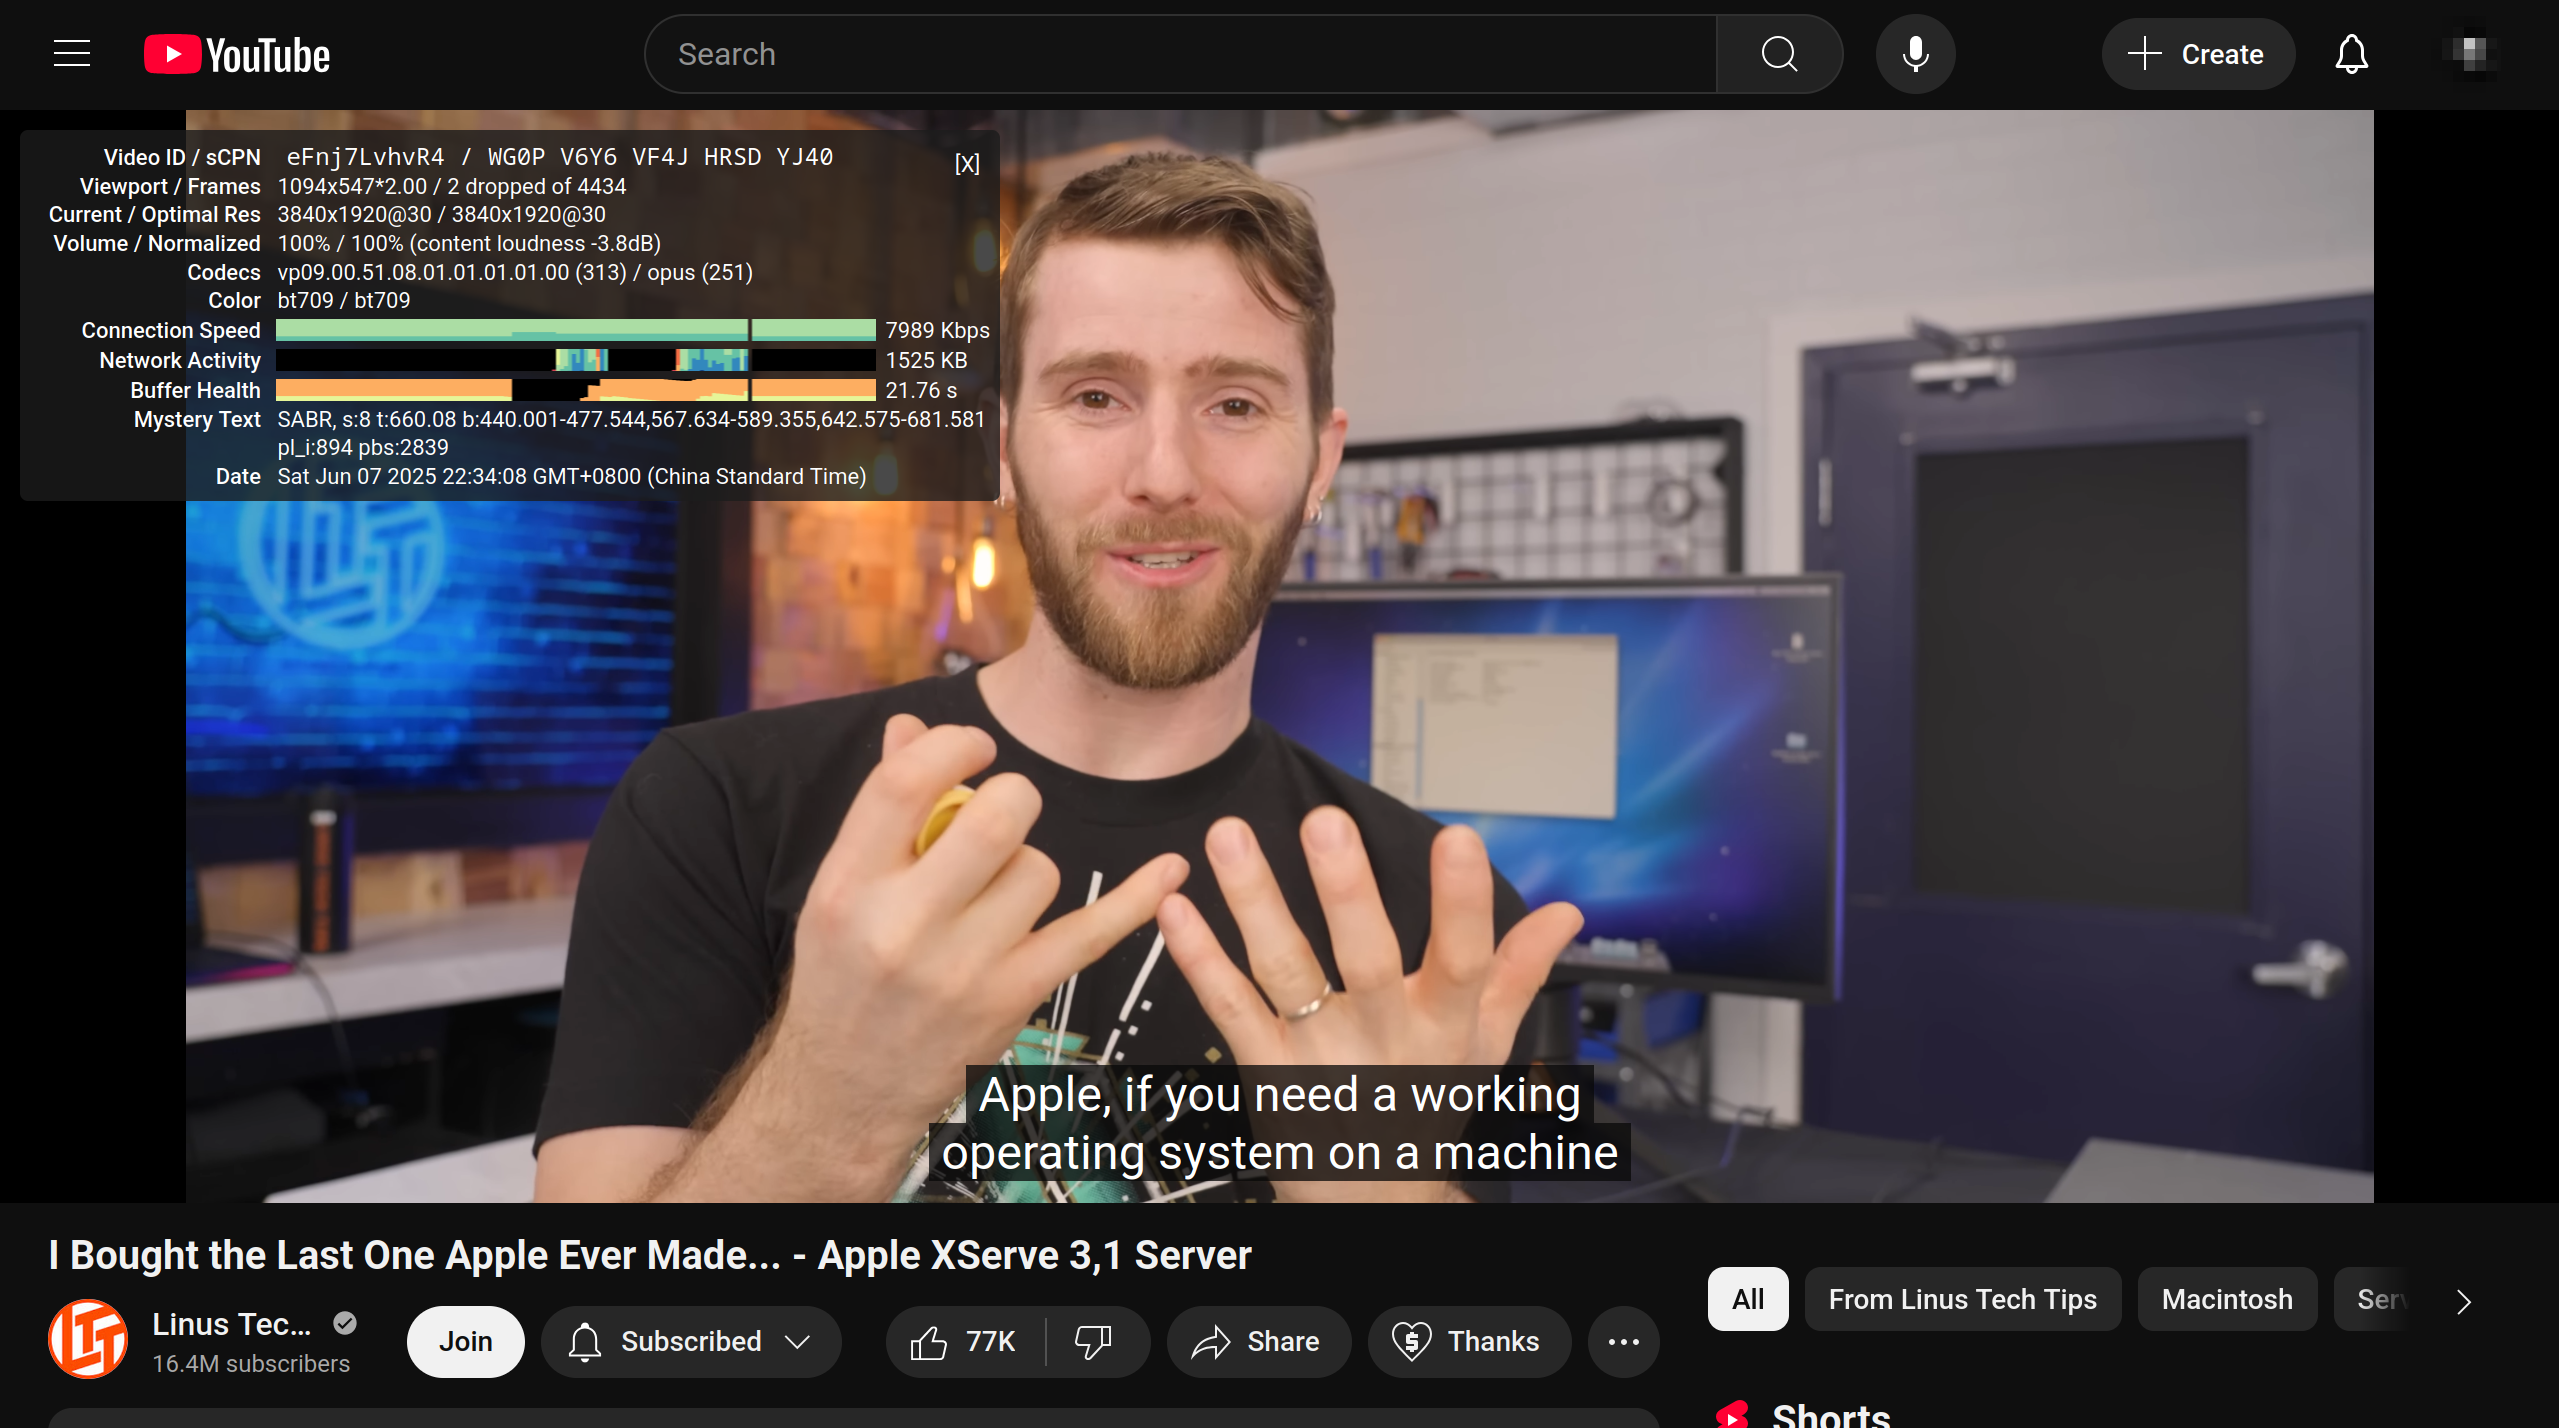 YouTube
Search
Create
Video ID / sCPN eFnj7LvhvR4 / WG0P V6Y6 VF4J HRSD YJ40
[X]
Viewport / Frames 1094x547*2.00 / 2 dropped of 4434
Current / Optimal Res 3840x1920@30 / 3840x1920@30
Volume / Normalized 100% / 100% (content loudness -3.8dB)
Codecs vp09.00.51.08.01.01.01.01.00 (313) / opus (251)
Color bt709 / bt709
Connection Speed 7989 Kbps
Network Activity 1525 KB
Buffer Health 21.76 s
Mystery Text SABR, s:8 t:660.08 b:440.001-477.544,567.634-589.355,642.575-681.581
pl_i:894 pbs:2839
Date Sat Jun 07 2025 22:34:08 GMT+0800 (China Standard Time)
Apple, if you need a working
operating system on a machine
I Bought the Last One Apple Ever Made... - Apple XServe 3,1 Server
Linus Tec...
16.4M subscribers
Join
Subscribed
77K
Share
Thanks
All
From Linus Tech Tips
Macintosh
Serv
Shorts